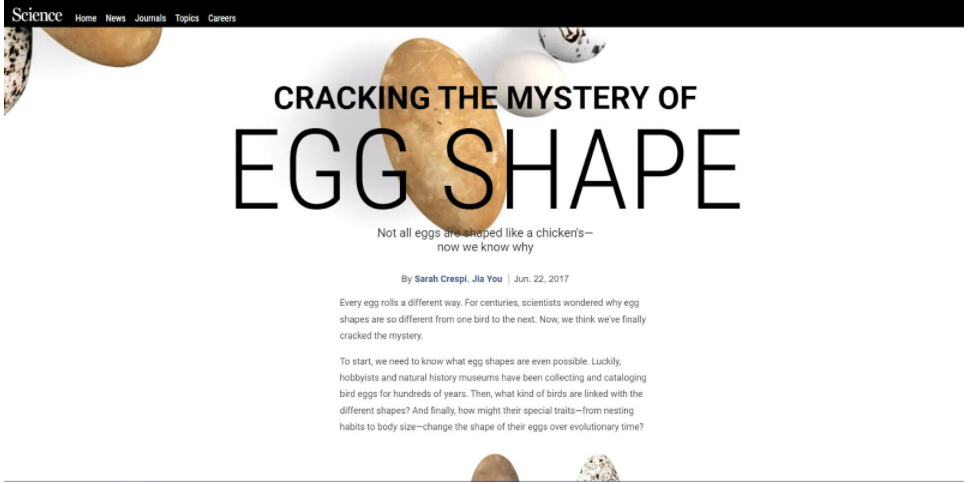 Science Home News Journals Topics Careers
CRACKING THE MYSTERY OF
EGG SHAPE
Not all eggs are shaped like a chicken's—
now we know why
By Sarah Crespi, Jia You | Jun. 22, 2017
Every egg rolls a different way. For centuries, scientists wondered why egg
shapes are so different from one bird to the next. Now, we think we've finally
cracked the mystery.
To start, we need to know what egg shapes are even possible. Luckily,
hobbyists and natural history museums have been collecting and cataloging
bird eggs for hundreds of years. Then, what kind of birds are linked with the
different shapes? And finally, how might their special traits—from nesting
habits to body size—change the shape of their eggs over evolutionary time?